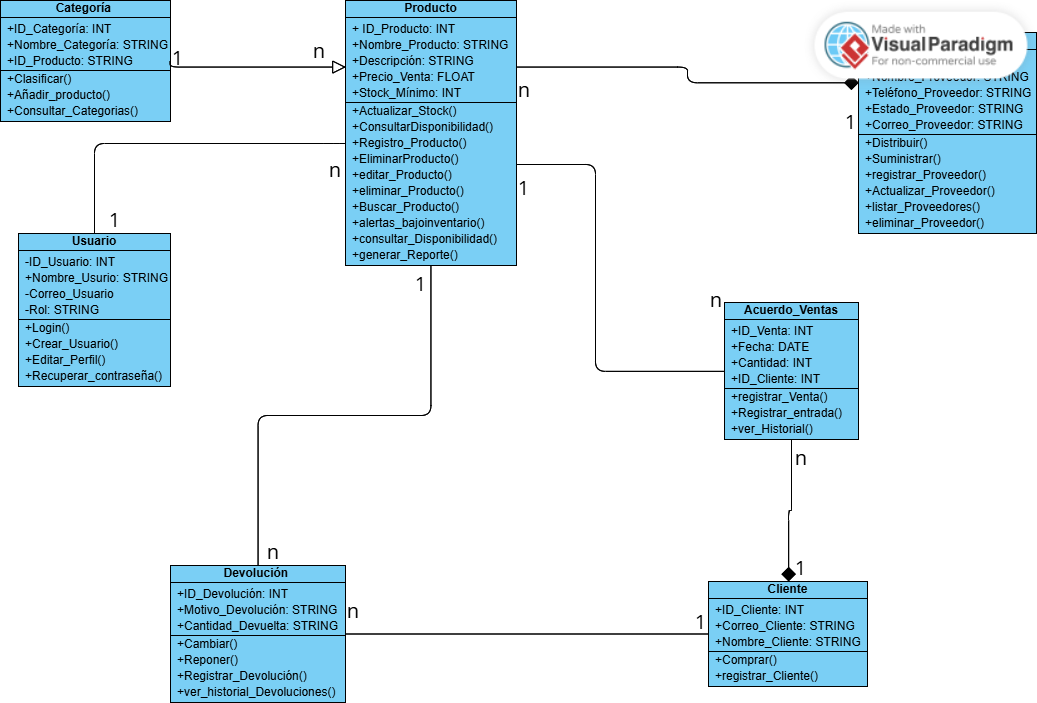 Categoría
+ID_Categoría: INT
+Nombre_Categoría: STRING
+ID_Producto: STRING
+Clasificar()
+Añadir_producto()
+Consultar_Categorias()
1
n
Producto
+ ID_Producto: INT
+Nombre_Producto: STRING
+Descripción: STRING
+Precio_Venta: FLOAT
+Stock_Mínimo: INT
+Actualizar_Stock()
+ConsultarDisponibilidad()
+Registro_Producto()
+EliminarProducto()
+editar_Producto()
+eliminar_Producto()
+Buscar_Producto()
+alertas_bajoinventario()
+consultar_Disponibilidad()
+generar_Reporte()
n
1
Made with
VisualParadigm
For non-commercial use
+Nombre_Proveedor: STRING
+Teléfono_Proveedor: STRING
+Estado_Proveedor: STRING
+Correo_Proveedor: STRING
+Distribuir()
+Suministrar()
+registrar_Proveedor()
+Actualizar_Proveedor()
+listar_Proveedores()
+eliminar_Proveedor()
n
1
Usuario
-ID_Usuario: INT
+Nombre_Usurio: STRING
-Correo_Usuario
-Rol: STRING
+Login()
+Crear_Usuario()
+Editar_Perfil()
+Recuperar_contraseña()
1
n
Acuerdo_Ventas
+ID_Venta: INT
+Fecha: DATE
+Cantidad: INT
+ID_Cliente: INT
+registrar_Venta()
+Registrar_entrada()
+ver_Historial()
1
n
n
1
Devolución
+ID_Devolución: INT
+Motivo_Devolución: STRING
+Cantidad_Devuelta: STRING
+Cambiar()
+Reponer()
+Registrar_Devolución()
+ver_historial_Devoluciones()
n
1
Cliente
+ID_Cliente: INT
+Correo_Cliente: STRING
+Nombre_Cliente: STRING
+Comprar()
+registrar_Cliente()